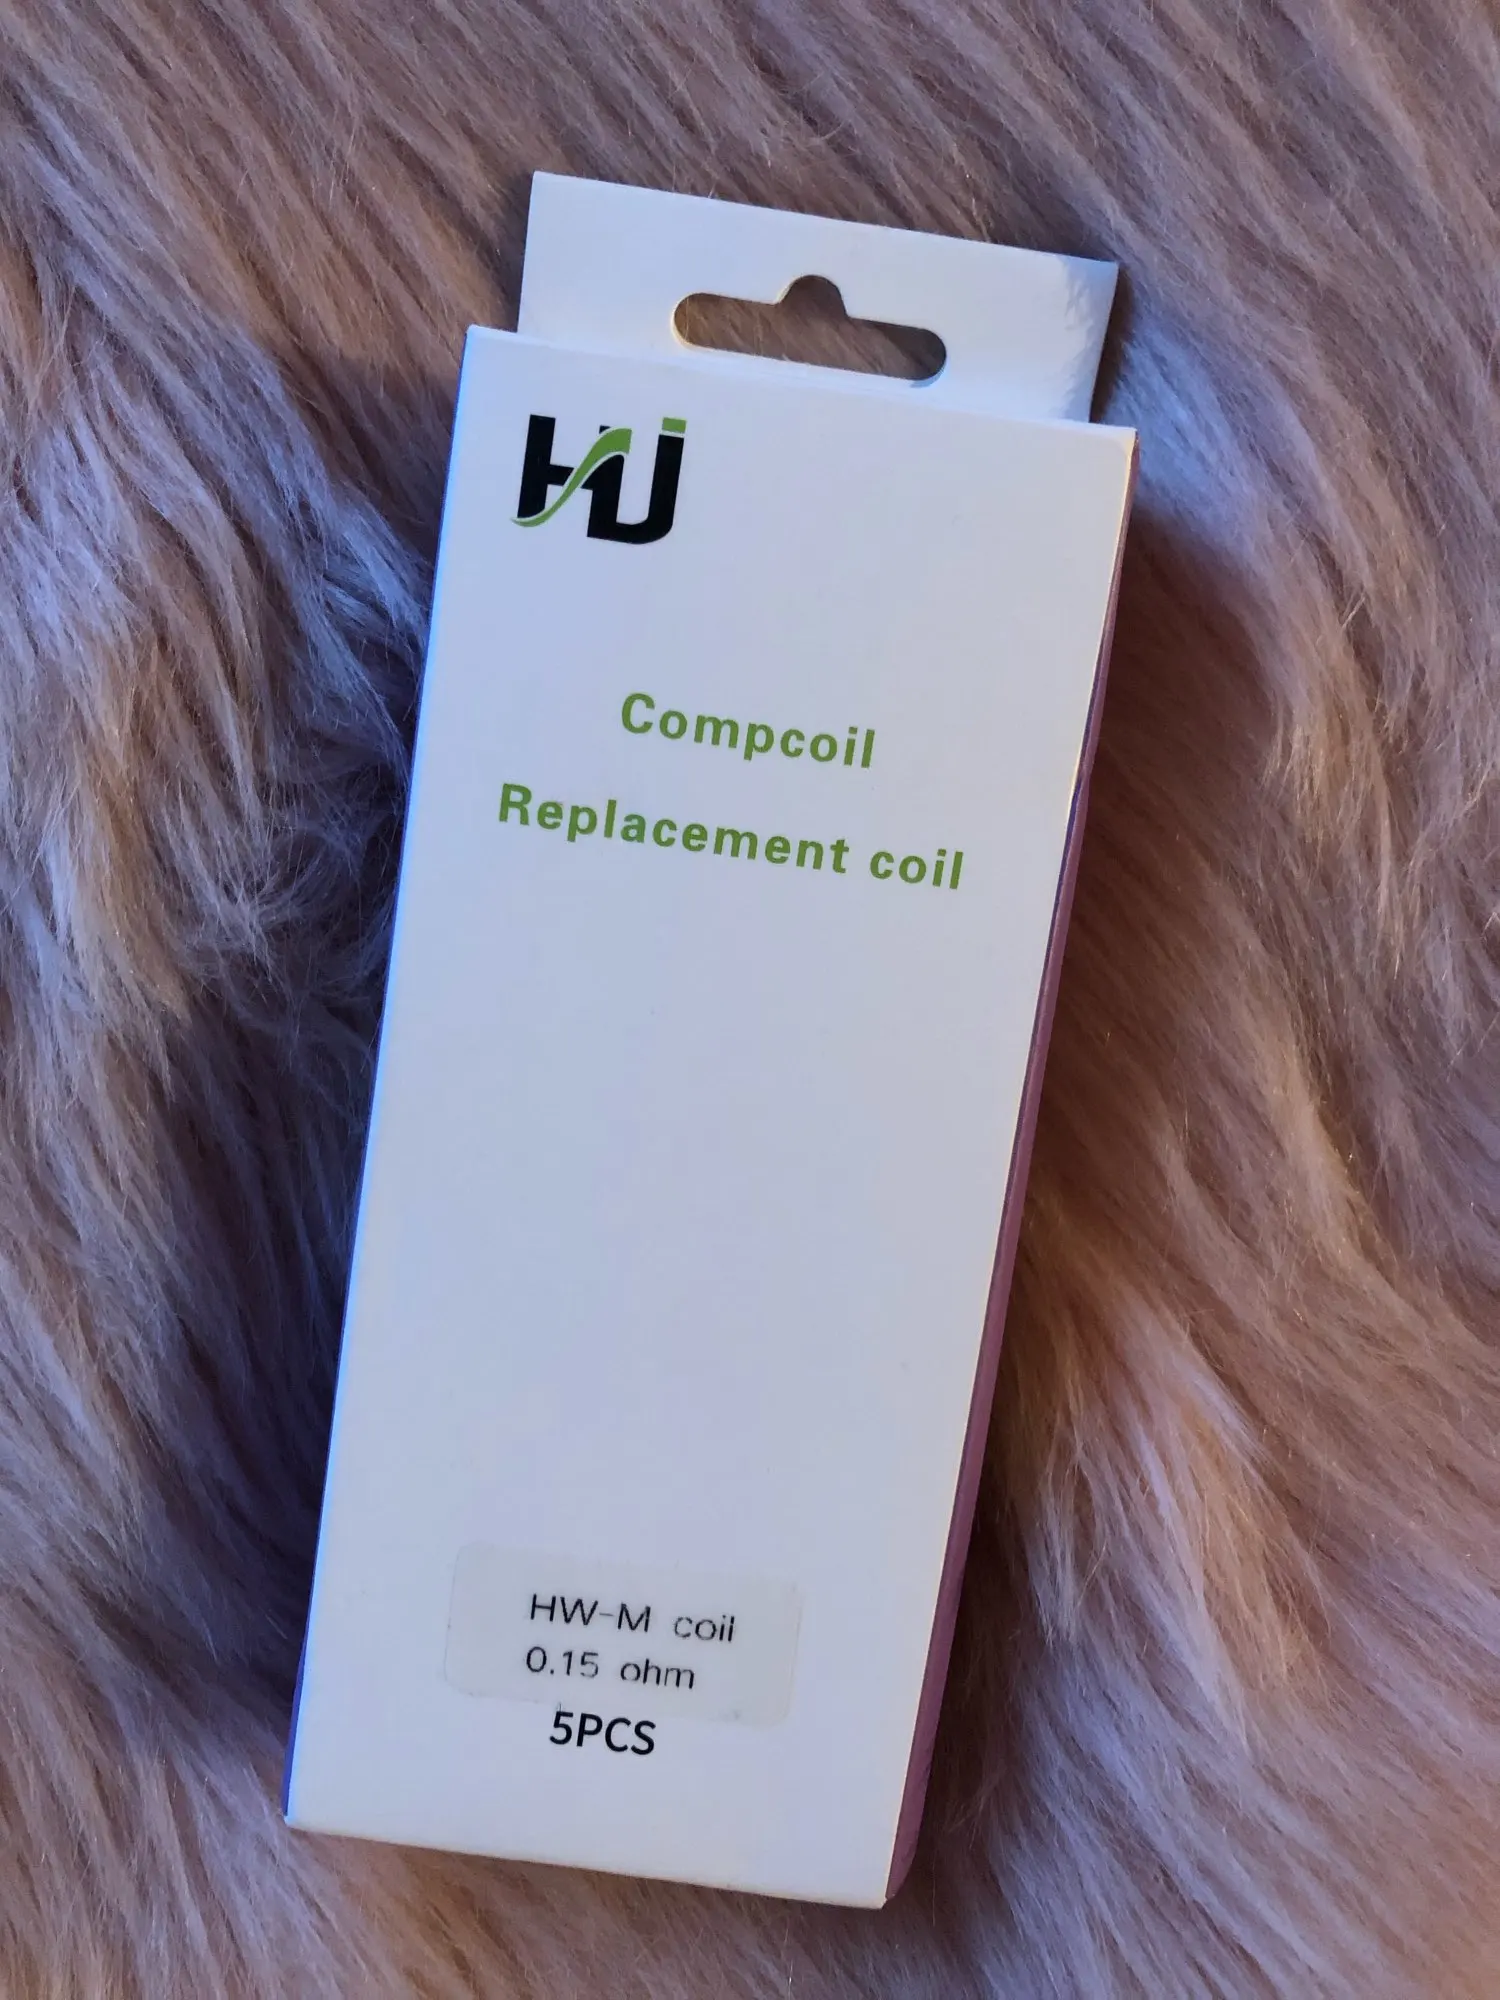 HJ
Compcoil
Replacement coil
HW-M coil
0.15 ohm
5PCS